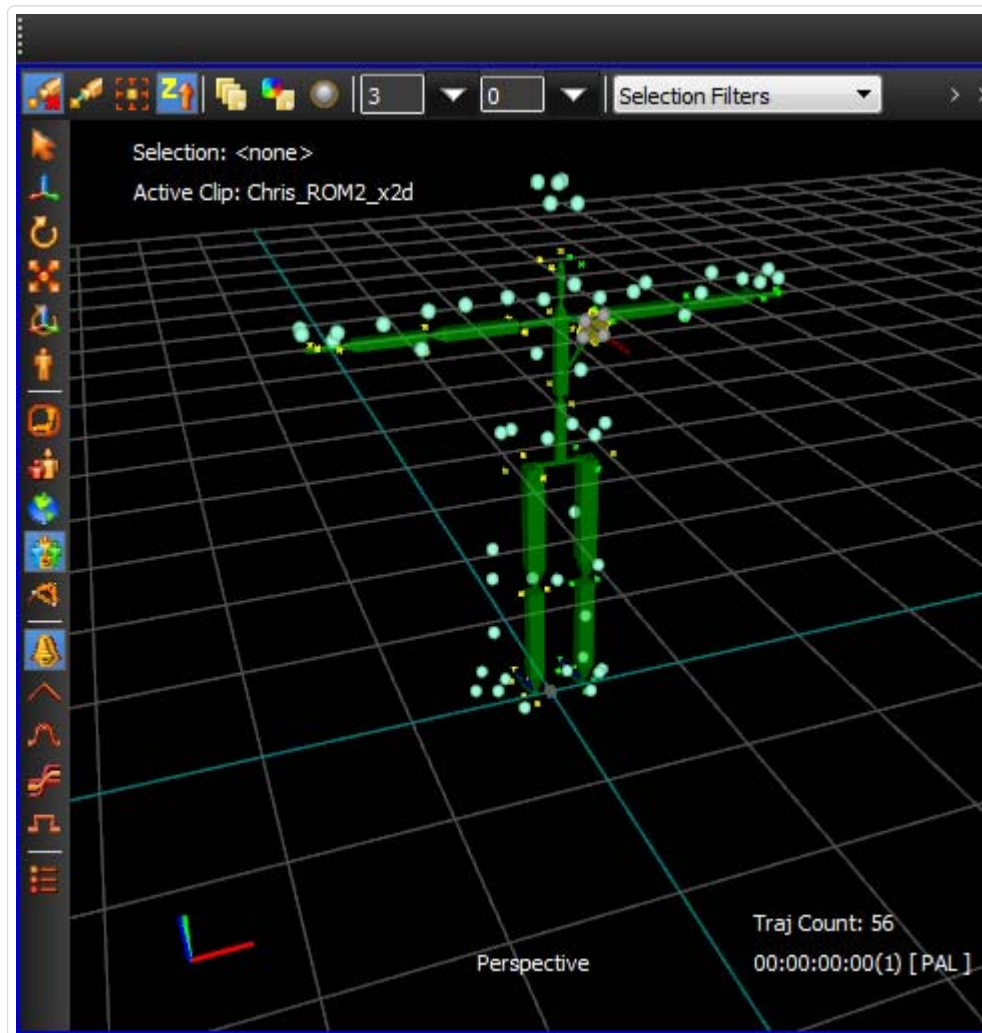 3
0
Selection Filters
Selection: <none>
Active Clip: Chris_ROM2_x2d
Traj Count: 56
Perspective
00:00:00:00(1) [ PAL ]